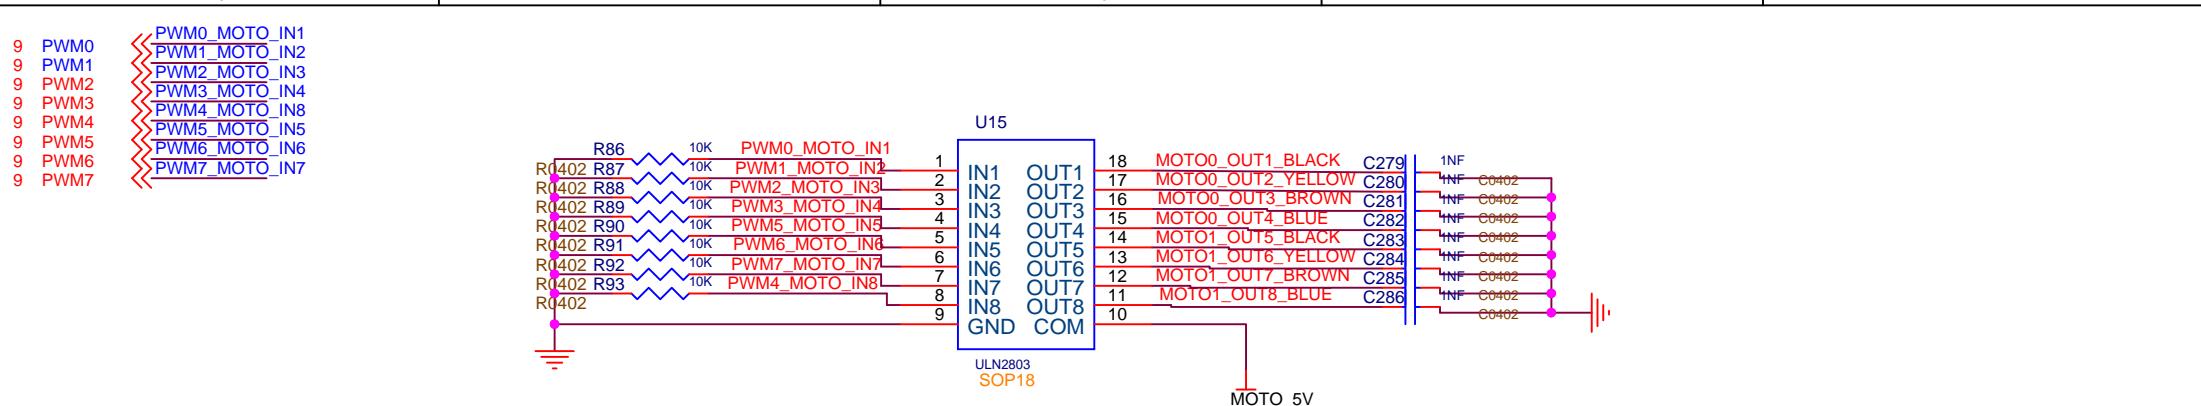 9 PWM0 PWM0_MOTO_IN1
9 PWM1 PWM1_MOTO_IN2
9 PWM2 PWM2_MOTO_IN3
9 PWM3 PWM3_MOTO_IN4
9 PWM4 PWM4_MOTO_IN8
9 PWM5 PWM5_MOTO_IN5
9 PWM6 PWM6_MOTO_IN6
9 PWM7 PWM7_MOTO_IN7
U15
R86 10K PWM0_MOTO_IN1 1 IN1 OUT1 18 MOTO0_OUT1_BLACK C279 1NF
R0402 R87 10K PWM1_MOTO_IN2 2 IN2 OUT2 17 MOTO0_OUT2_YELLOW C280 1NF C0402
R0402 R88 10K PWM2_MOTO_IN3 3 IN3 OUT3 16 MOTO0_OUT3_BROWN C281 1NF C0402
R0402 R89 10K PWM3_MOTO_IN4 4 IN4 OUT4 15 MOTO0_OUT4_BLUE C282 1NF C0402
R0402 R90 10K PWM5_MOTO_IN5 5 IN5 OUT5 14 MOTO1_OUT5_BLACK C283 1NF C0402
R0402 R91 10K PWM6_MOTO_IN6 6 IN6 OUT6 13 MOTO1_OUT6_YELLOW C284 1NF C0402
R0402 R92 10K PWM7_MOTO_IN7 7 IN7 OUT7 12 MOTO1_OUT7_BROWN C285 1NF C0402
R0402 R93 10K PWM4_MOTO_IN8 8 IN8 OUT8 11 MOTO1_OUT8_BLUE C286 1NF C0402
R0402 9 GND COM 10 C0402
ULN2803
SOP18
MOTO 5V